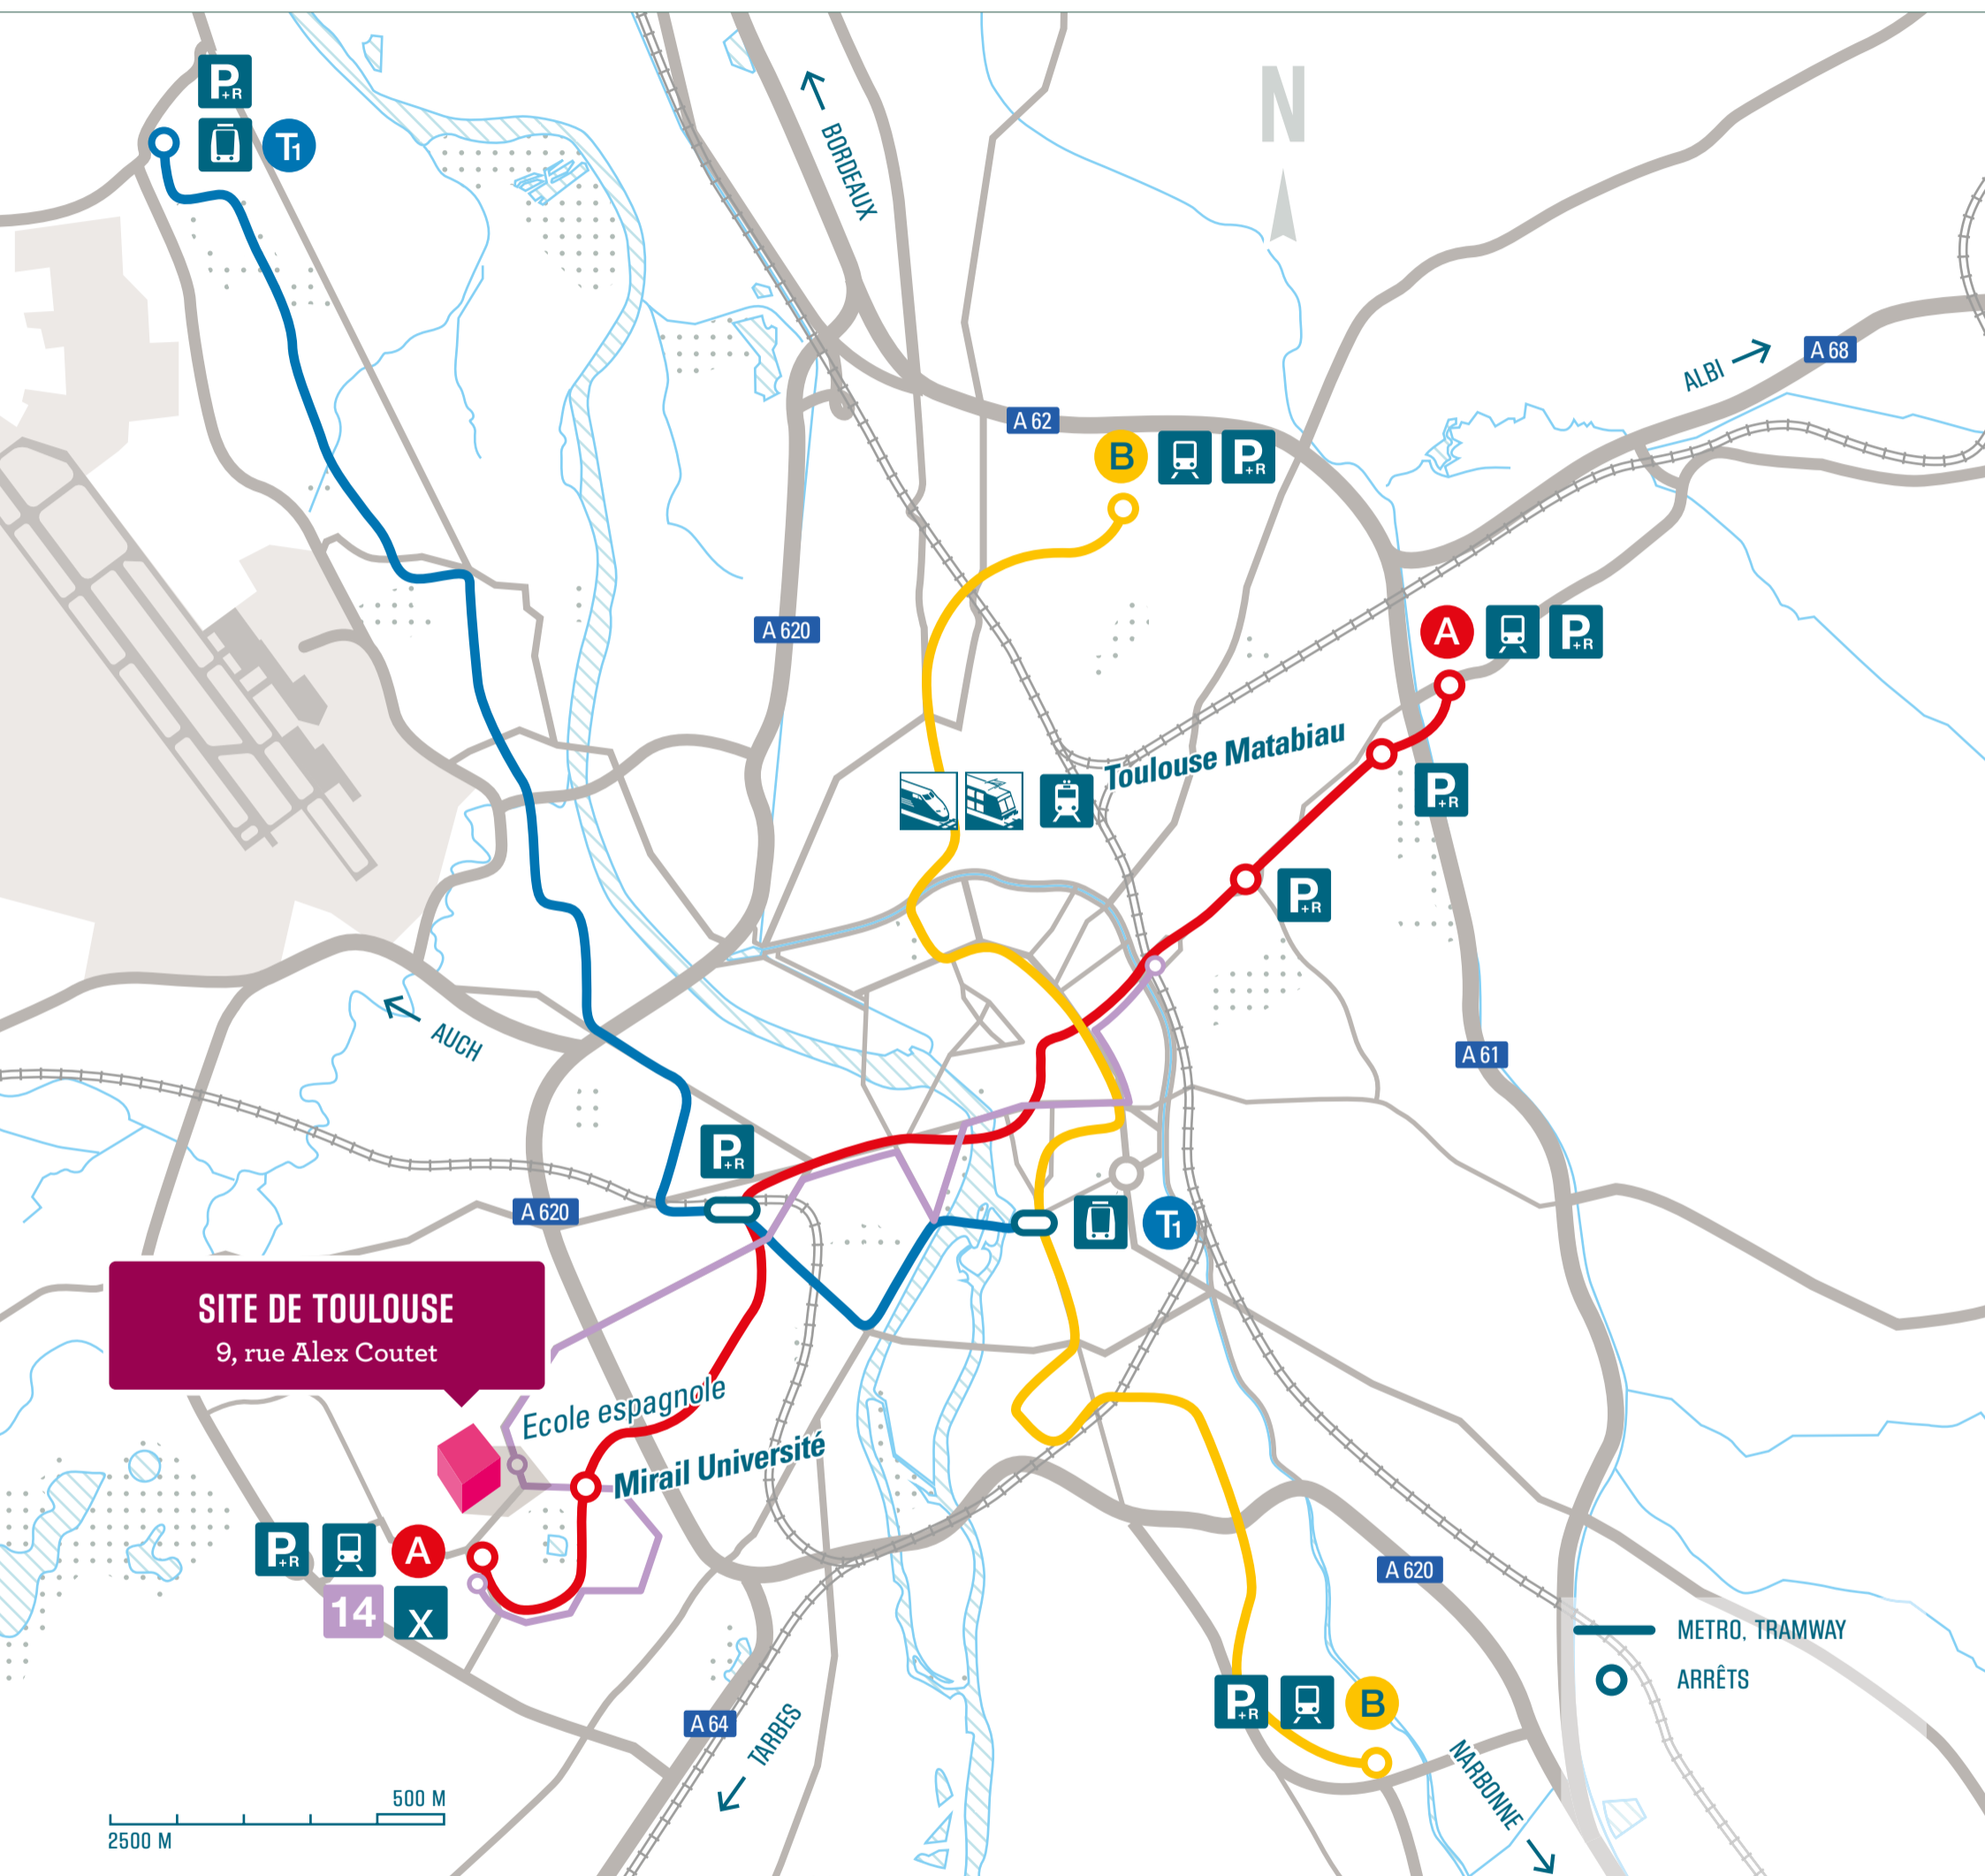 P+R
T1
BORDEAUX
N
ALBI
A 68
A 62
B
P+R
A 620
A
P+R
Toulouse Matabiau
P+R
P+R
AUCH
A 61
P+R
A 620
T1
SITE DE TOULOUSE
9, rue Alex Coutet
Ecole espagnole
Mirail Université
P+R
A
14
X
A 620
METRO, TRAMWAY
ARRÊTS
P+R
B
A 64
TARBES
NARBONNE
500 M
2500 M